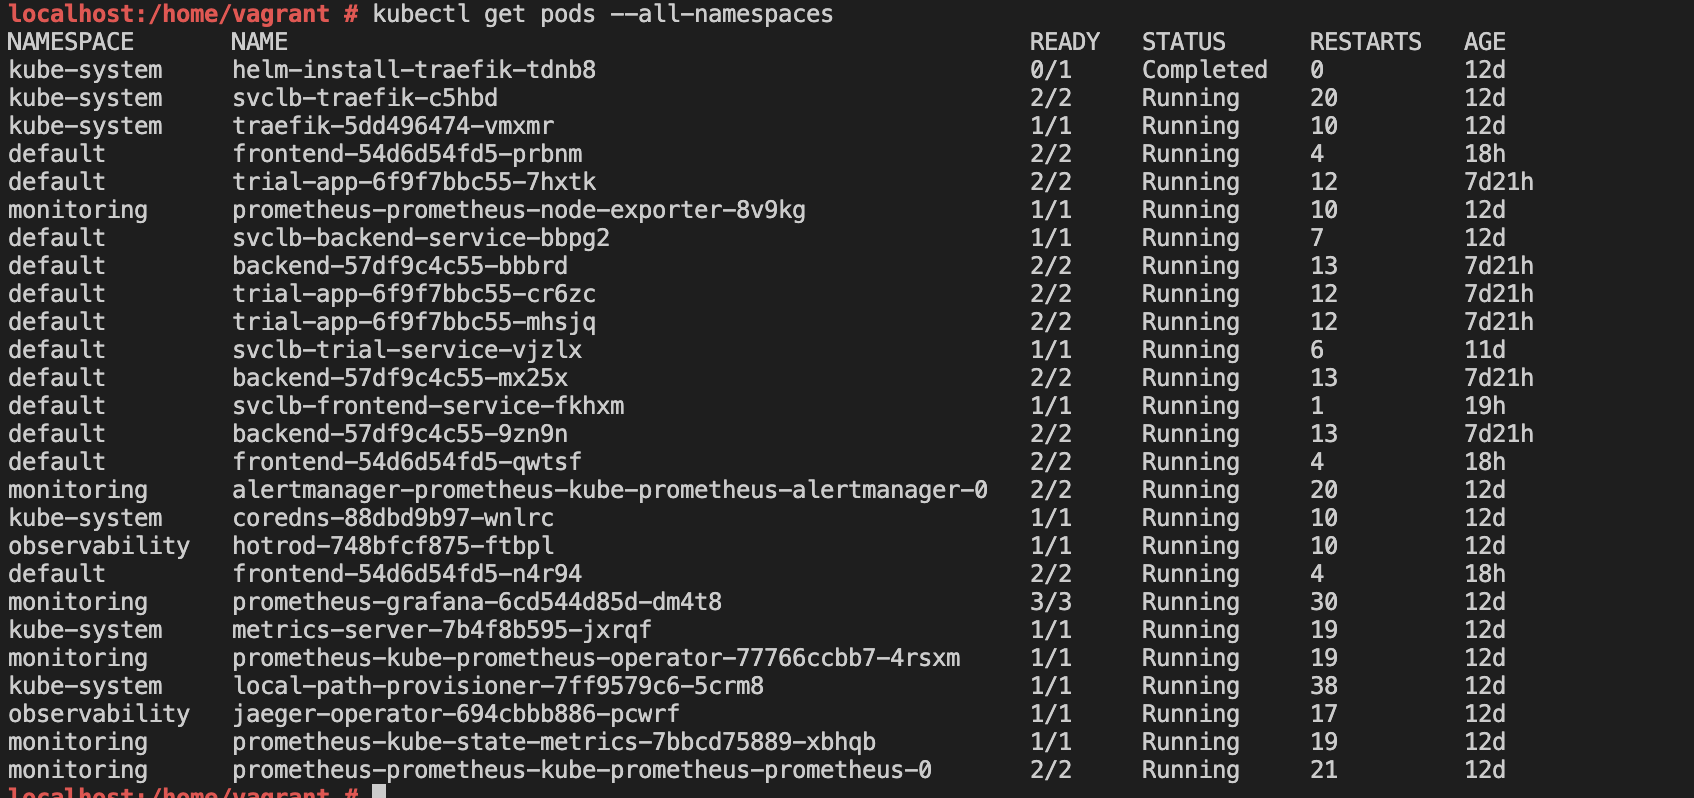 localhost:/home/vagrant # kubectl get pods --all-namespaces
NAMESPACE NAME READY STATUS RESTARTS AGE
kube-system helm-install-traefik-tdnb8 0/1 Completed 0 12d
kube-system svclb-traefik-c5hbd 2/2 Running 20 12d
kube-system traefik-5dd496474-vmxmr 1/1 Running 10 12d
default frontend-54d6d54fd5-prbnm 2/2 Running 4 18h
default trial-app-6f9f7bbc55-7hxtk 2/2 Running 12 7d21h
monitoring prometheus-prometheus-node-exporter-8v9kg 1/1 Running 10 12d
default svclb-backend-service-bbpg2 1/1 Running 7 12d
default backend-57df9c4c55-bbbrd 2/2 Running 13 7d21h
default trial-app-6f9f7bbc55-cr6zc 2/2 Running 12 7d21h
default trial-app-6f9f7bbc55-mhsjq 2/2 Running 12 7d21h
default svclb-trial-service-vjzlx 1/1 Running 6 11d
default backend-57df9c4c55-mx25x 2/2 Running 13 7d21h
default svclb-frontend-service-fkhxm 1/1 Running 1 19h
default backend-57df9c4c55-9zn9n 2/2 Running 13 7d21h
default frontend-54d6d54fd5-qwtsf 2/2 Running 4 18h
monitoring alertmanager-prometheus-kube-prometheus-alertmanager-0 2/2 Running 20 12d
kube-system coredns-88dbd9b97-wnlrc 1/1 Running 10 12d
observability hotrod-748bfcf875-ftbpl 1/1 Running 10 12d
default frontend-54d6d54fd5-n4r94 2/2 Running 4 18h
monitoring prometheus-grafana-6cd544d85d-dm4t8 3/3 Running 30 12d
kube-system metrics-server-7b4f8b595-jxrqf 1/1 Running 19 12d
monitoring prometheus-kube-prometheus-operator-77766ccbb7-4rsxm 1/1 Running 19 12d
kube-system local-path-provisioner-7ff9579c6-5crm8 1/1 Running 38 12d
observability jaeger-operator-694cbbb886-pcwrf 1/1 Running 17 12d
monitoring prometheus-kube-state-metrics-7bbcd75889-xbhqb 1/1 Running 19 12d
monitoring prometheus-prometheus-kube-prometheus-prometheus-0 2/2 Running 21 12d
localhost:/home/vagrant #